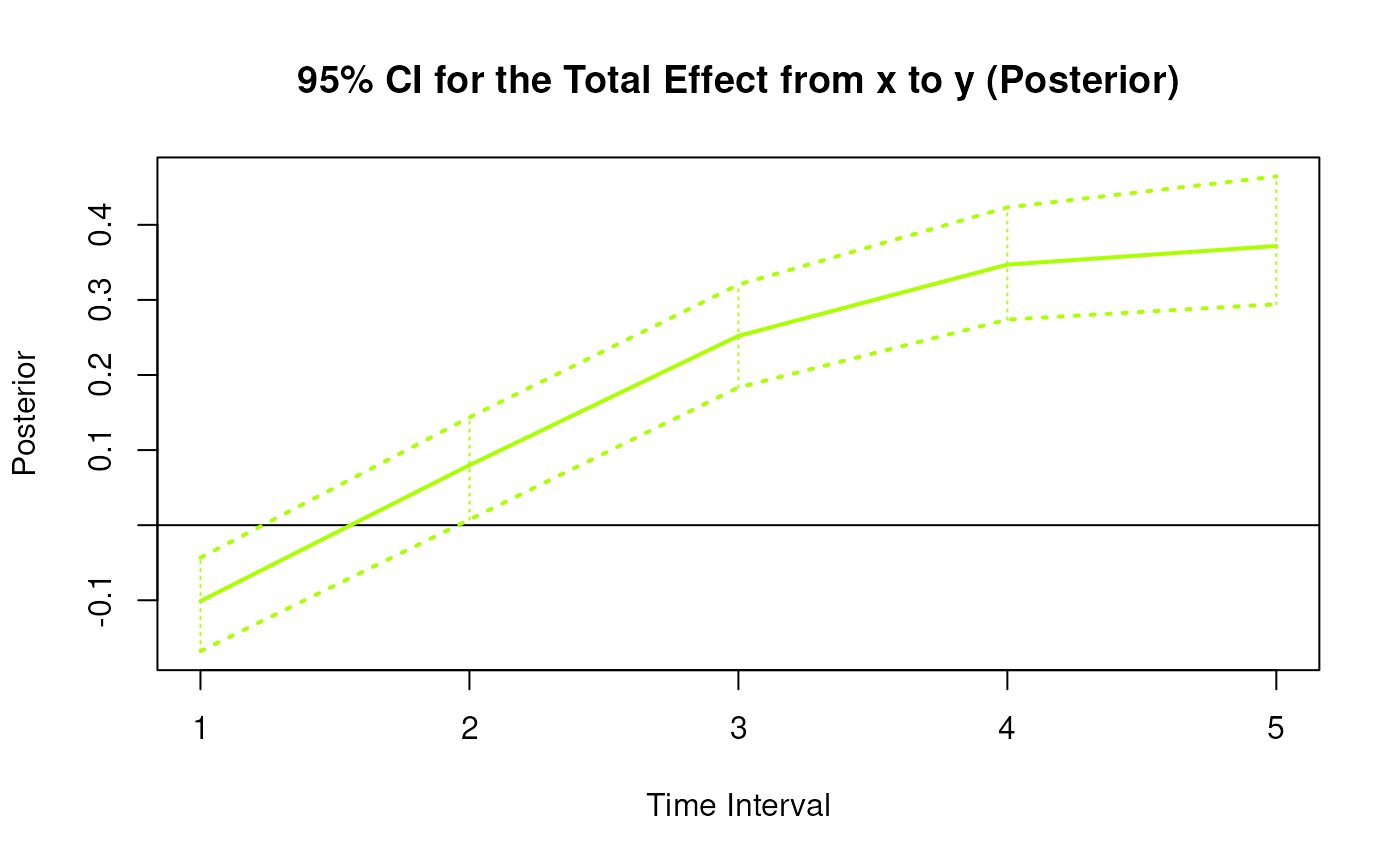 95% CI for the Total Effect from x to y (Posterior)
Posterior
0.4
0.3
0.2
0.1
-0.1
1 2 3 4 5
Time Interval